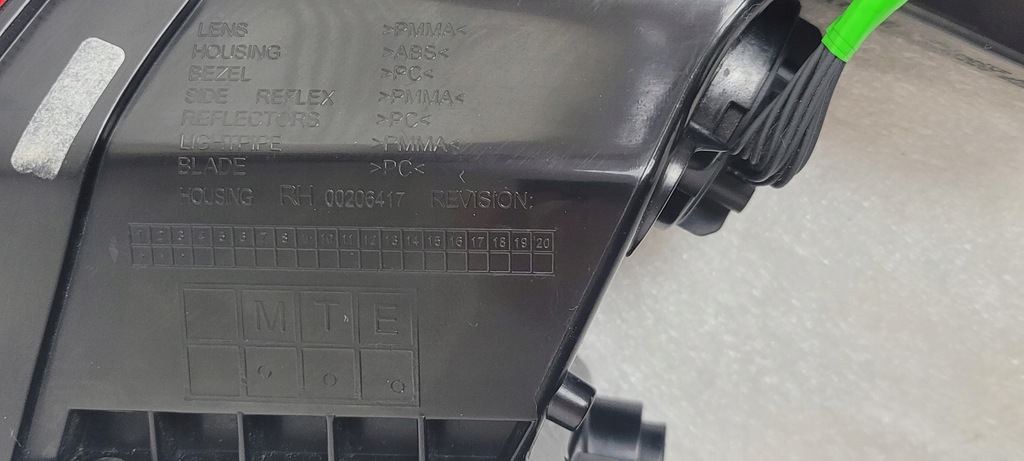 LENS >PMMA<
HOUSING >ABS<
BEZEL >PC<
SIDE REFLEX >PMMA<
REFLECTORS >PC<
LIGHTPIPE >PMMA<
BLADE >PC<
HOUSING RH 00206417 REVISION:
1 2 3 4 5 6 7 8 9 10 11 12 13 14 15 16 17 18 19 20
M T E